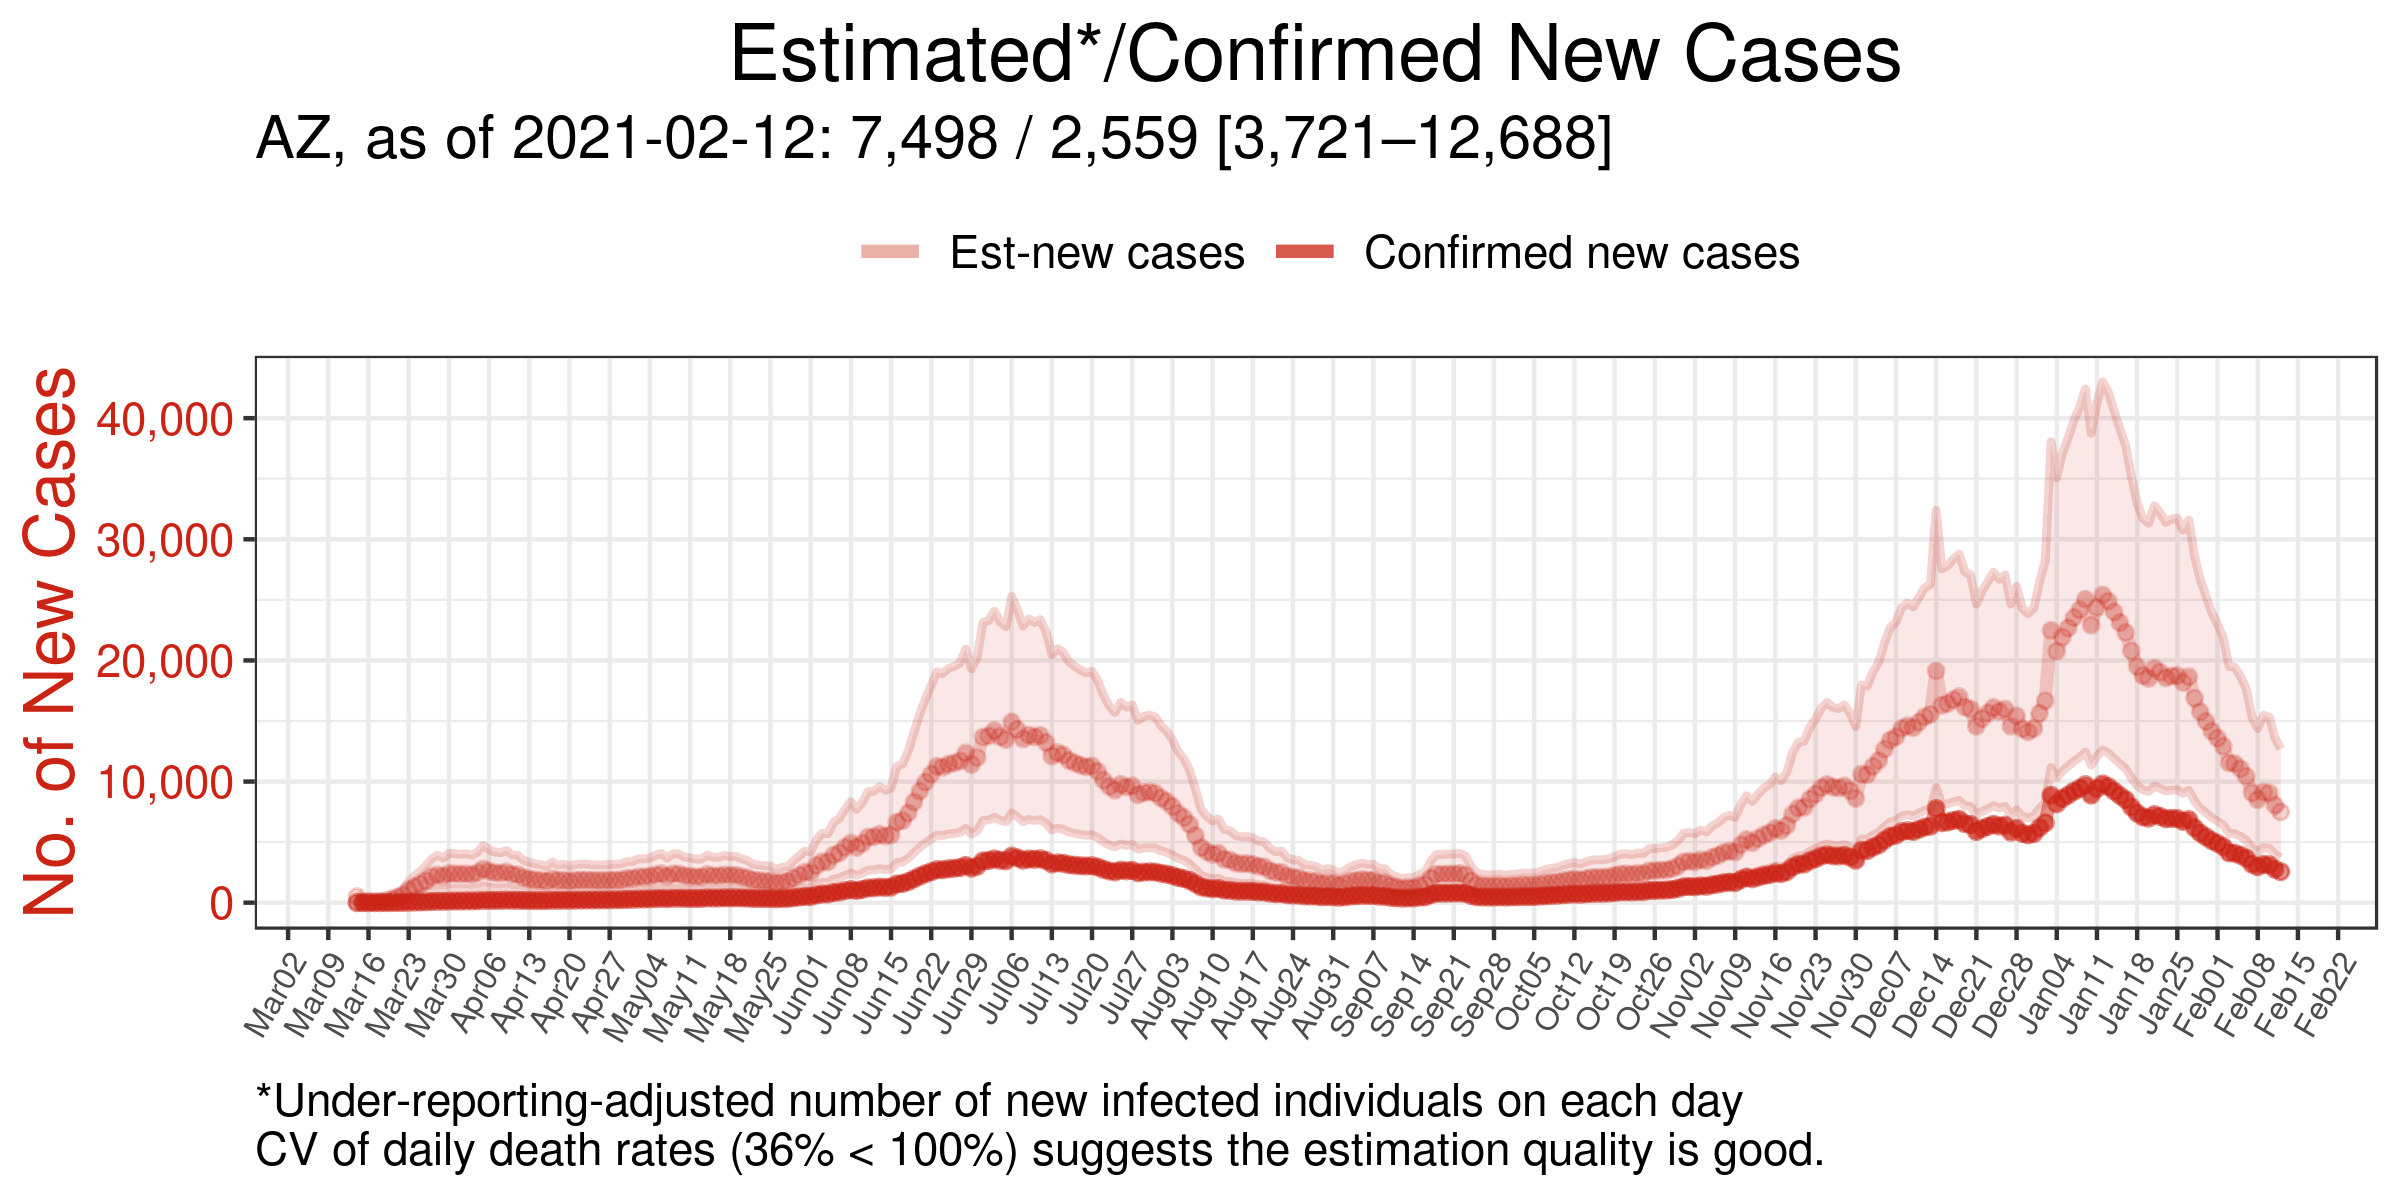 Estimated*/Confirmed New Cases
AZ, as of 2021-02-12: 7,498 / 2,559 [3,721–12,688]
Est-new cases Confirmed new cases
No. of New Cases
40,000
30,000
20,000
10,000
0
Mar02 Mar09 Mar16 Mar23 Mar30 Apr06 Apr13 Apr20 Apr27 May04 May11 May18 May25 Jun01 Jun08 Jun15 Jun22 Jun29 Jul06 Jul13 Jul20 Jul27 Aug03 Aug10 Aug17 Aug24 Aug31 Sep07 Sep14 Sep21 Sep28 Oct05 Oct12 Oct19 Oct26 Nov02 Nov09 Nov16 Nov23 Nov30 Dec07 Dec14 Dec21 Dec28 Jan04 Jan11 Jan18 Jan25 Feb01 Feb08 Feb15 Feb22
*Under-reporting-adjusted number of new infected individuals on each day
CV of daily death rates (36% < 100%) suggests the estimation quality is good.